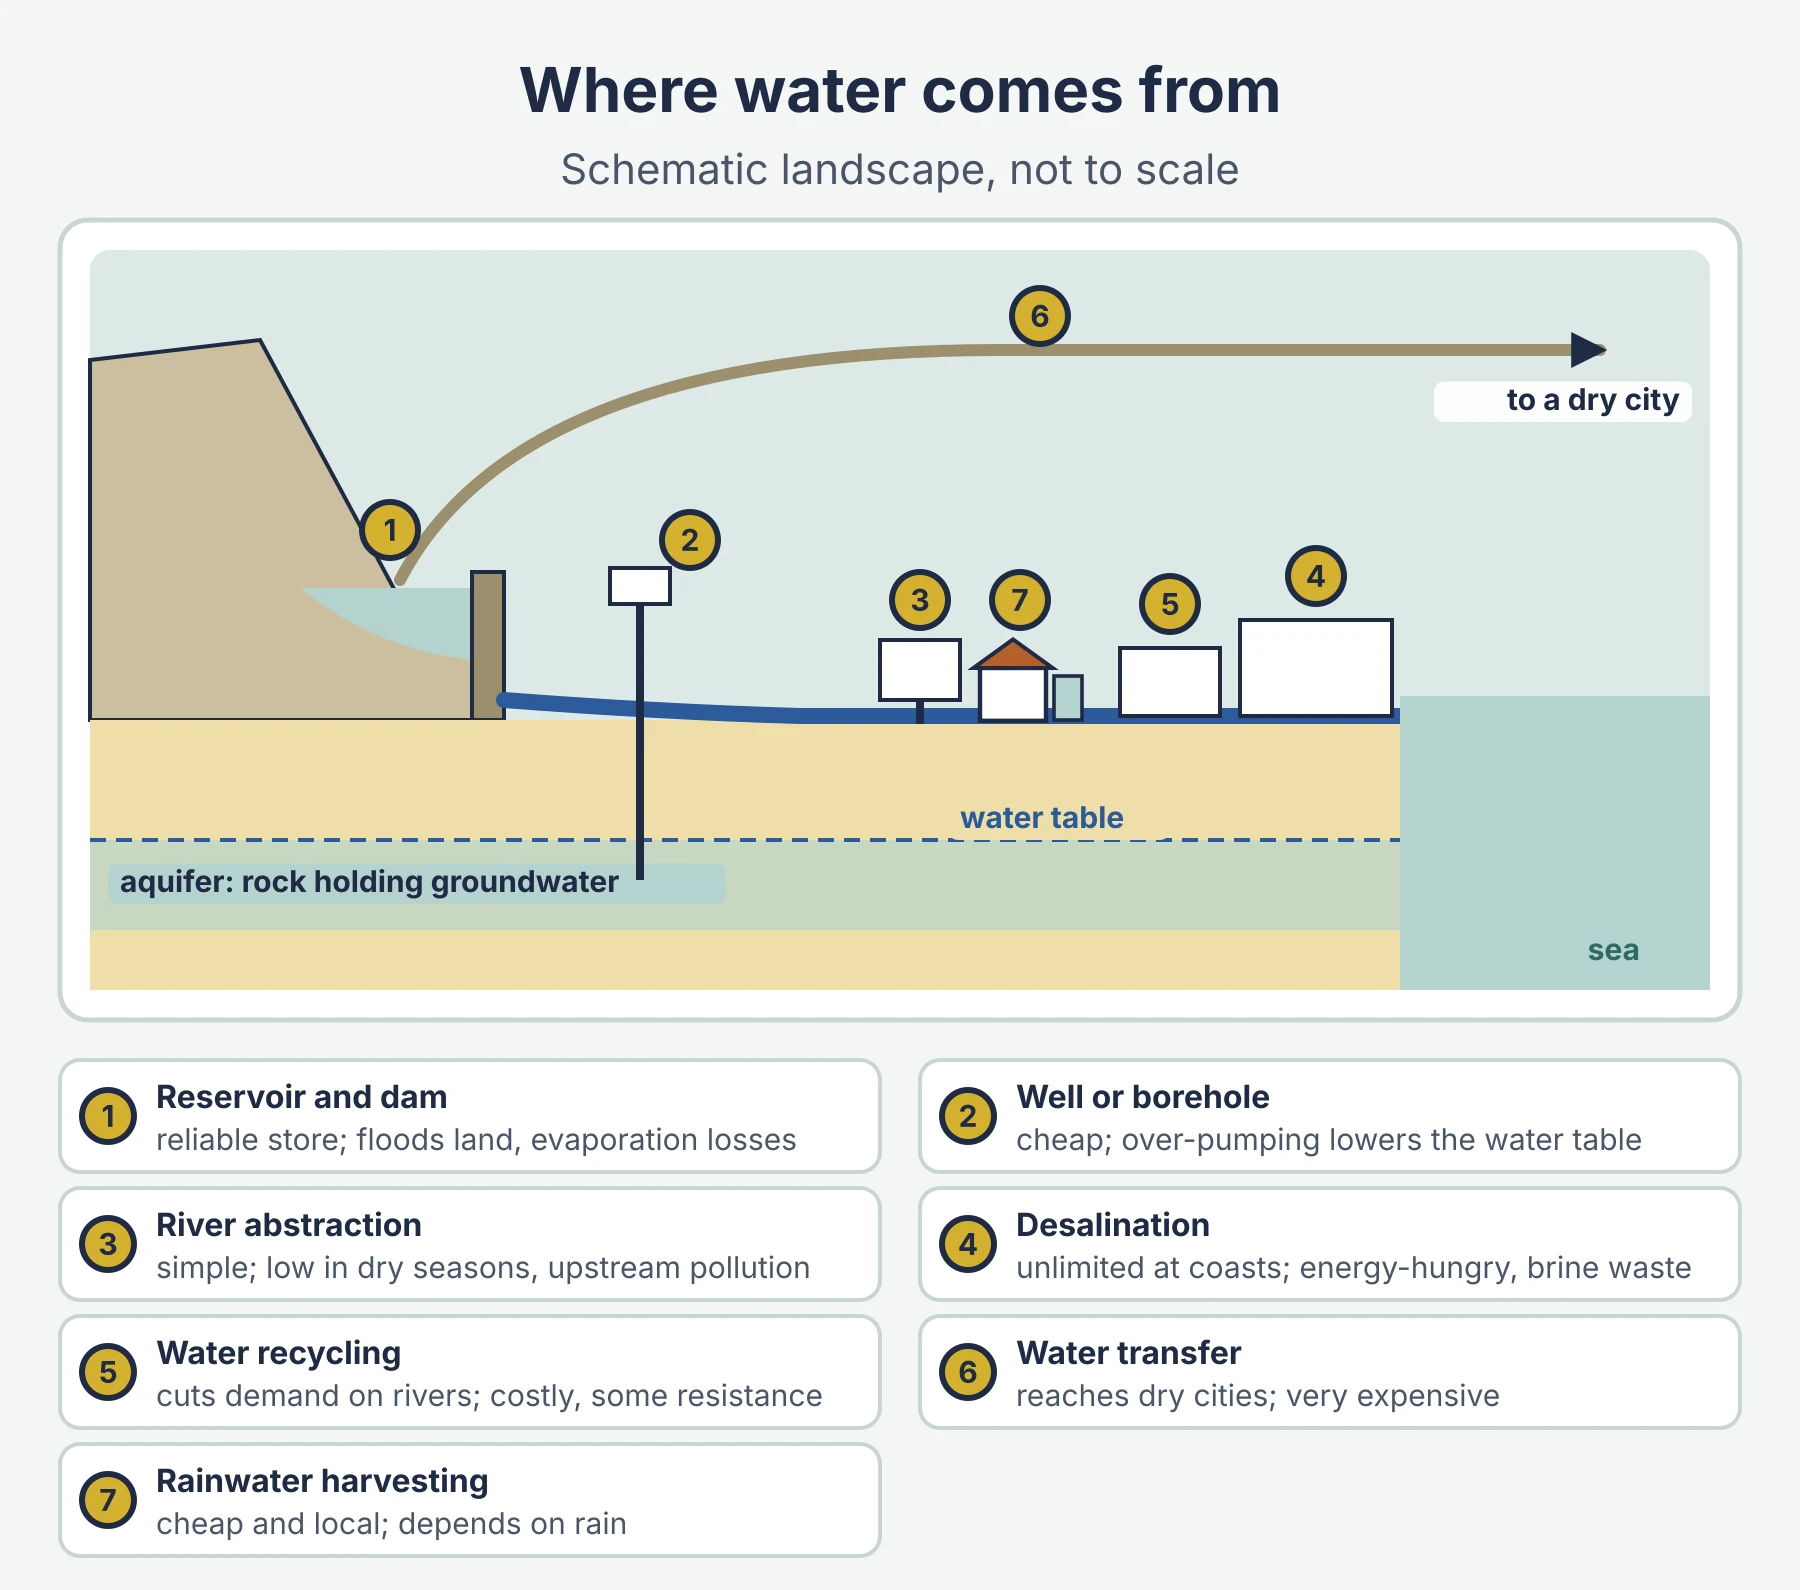 Where water comes from
Schematic landscape, not to scale
6
to a dry city
1
2
3
7
5
4
water table
aquifer: rock holding groundwater
sea
1
Reservoir and dam
reliable store; floods land, evaporation losses
2
Well or borehole
cheap; over-pumping lowers the water table
3
River abstraction
simple; low in dry seasons, upstream pollution
4
Desalination
unlimited at coasts; energy-hungry, brine waste
5
Water recycling
cuts demand on rivers; costly, some resistance
6
Water transfer
reaches dry cities; very expensive
7
Rainwater harvesting
cheap and local; depends on rain